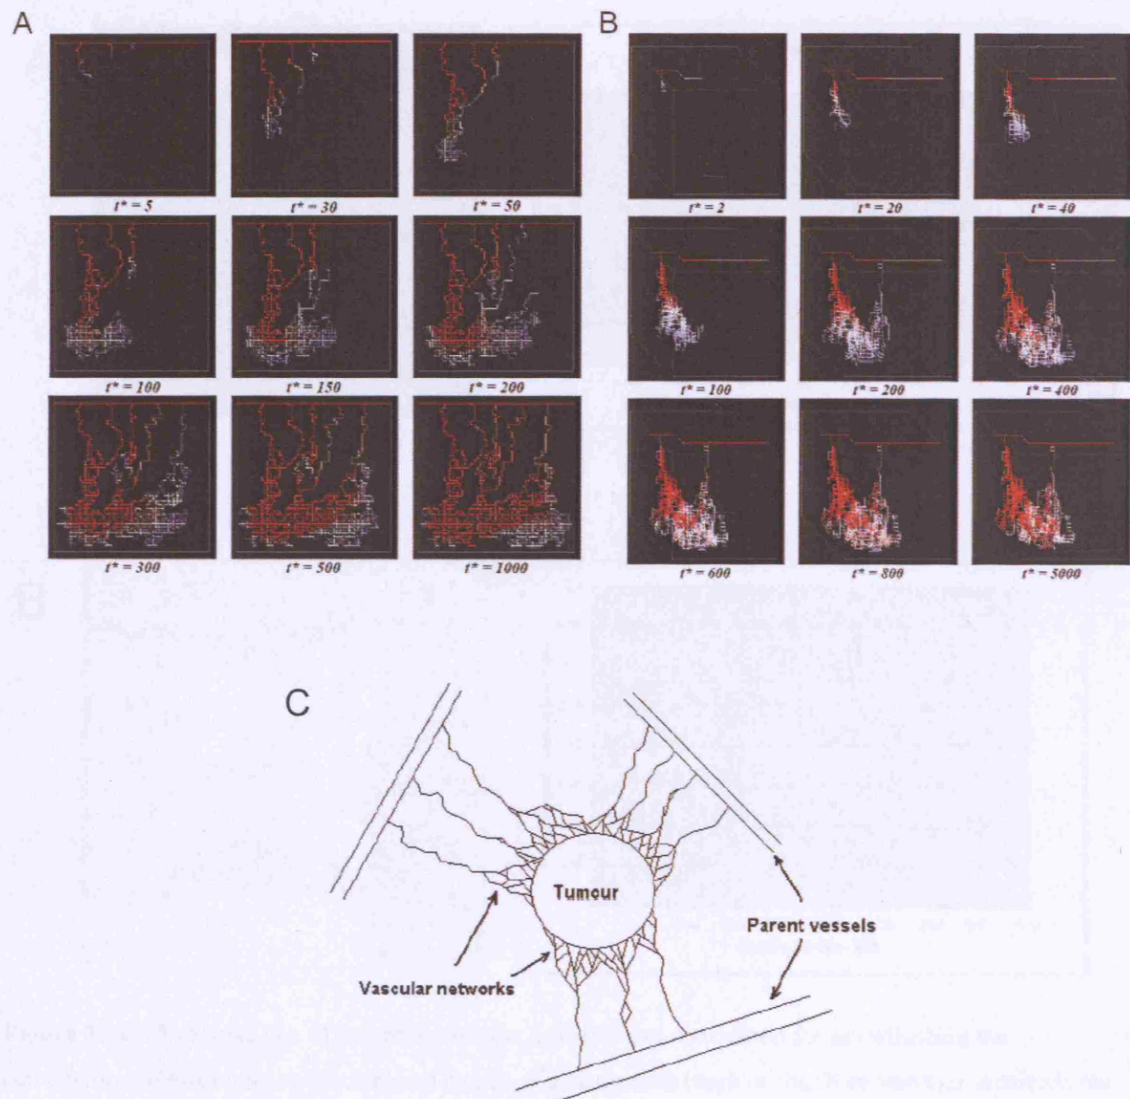 A
B
t* = 5
t* = 30
t* = 50
t* = 2
t* = 20
t* = 40
t* = 100
t* = 150
t* = 200
t* = 100
t* = 200
t* = 400
t* = 300
t* = 500
t* = 1000
t* = 600
t* = 800
t* = 5000
C
Tumour
Parent vessels
Vascular networks